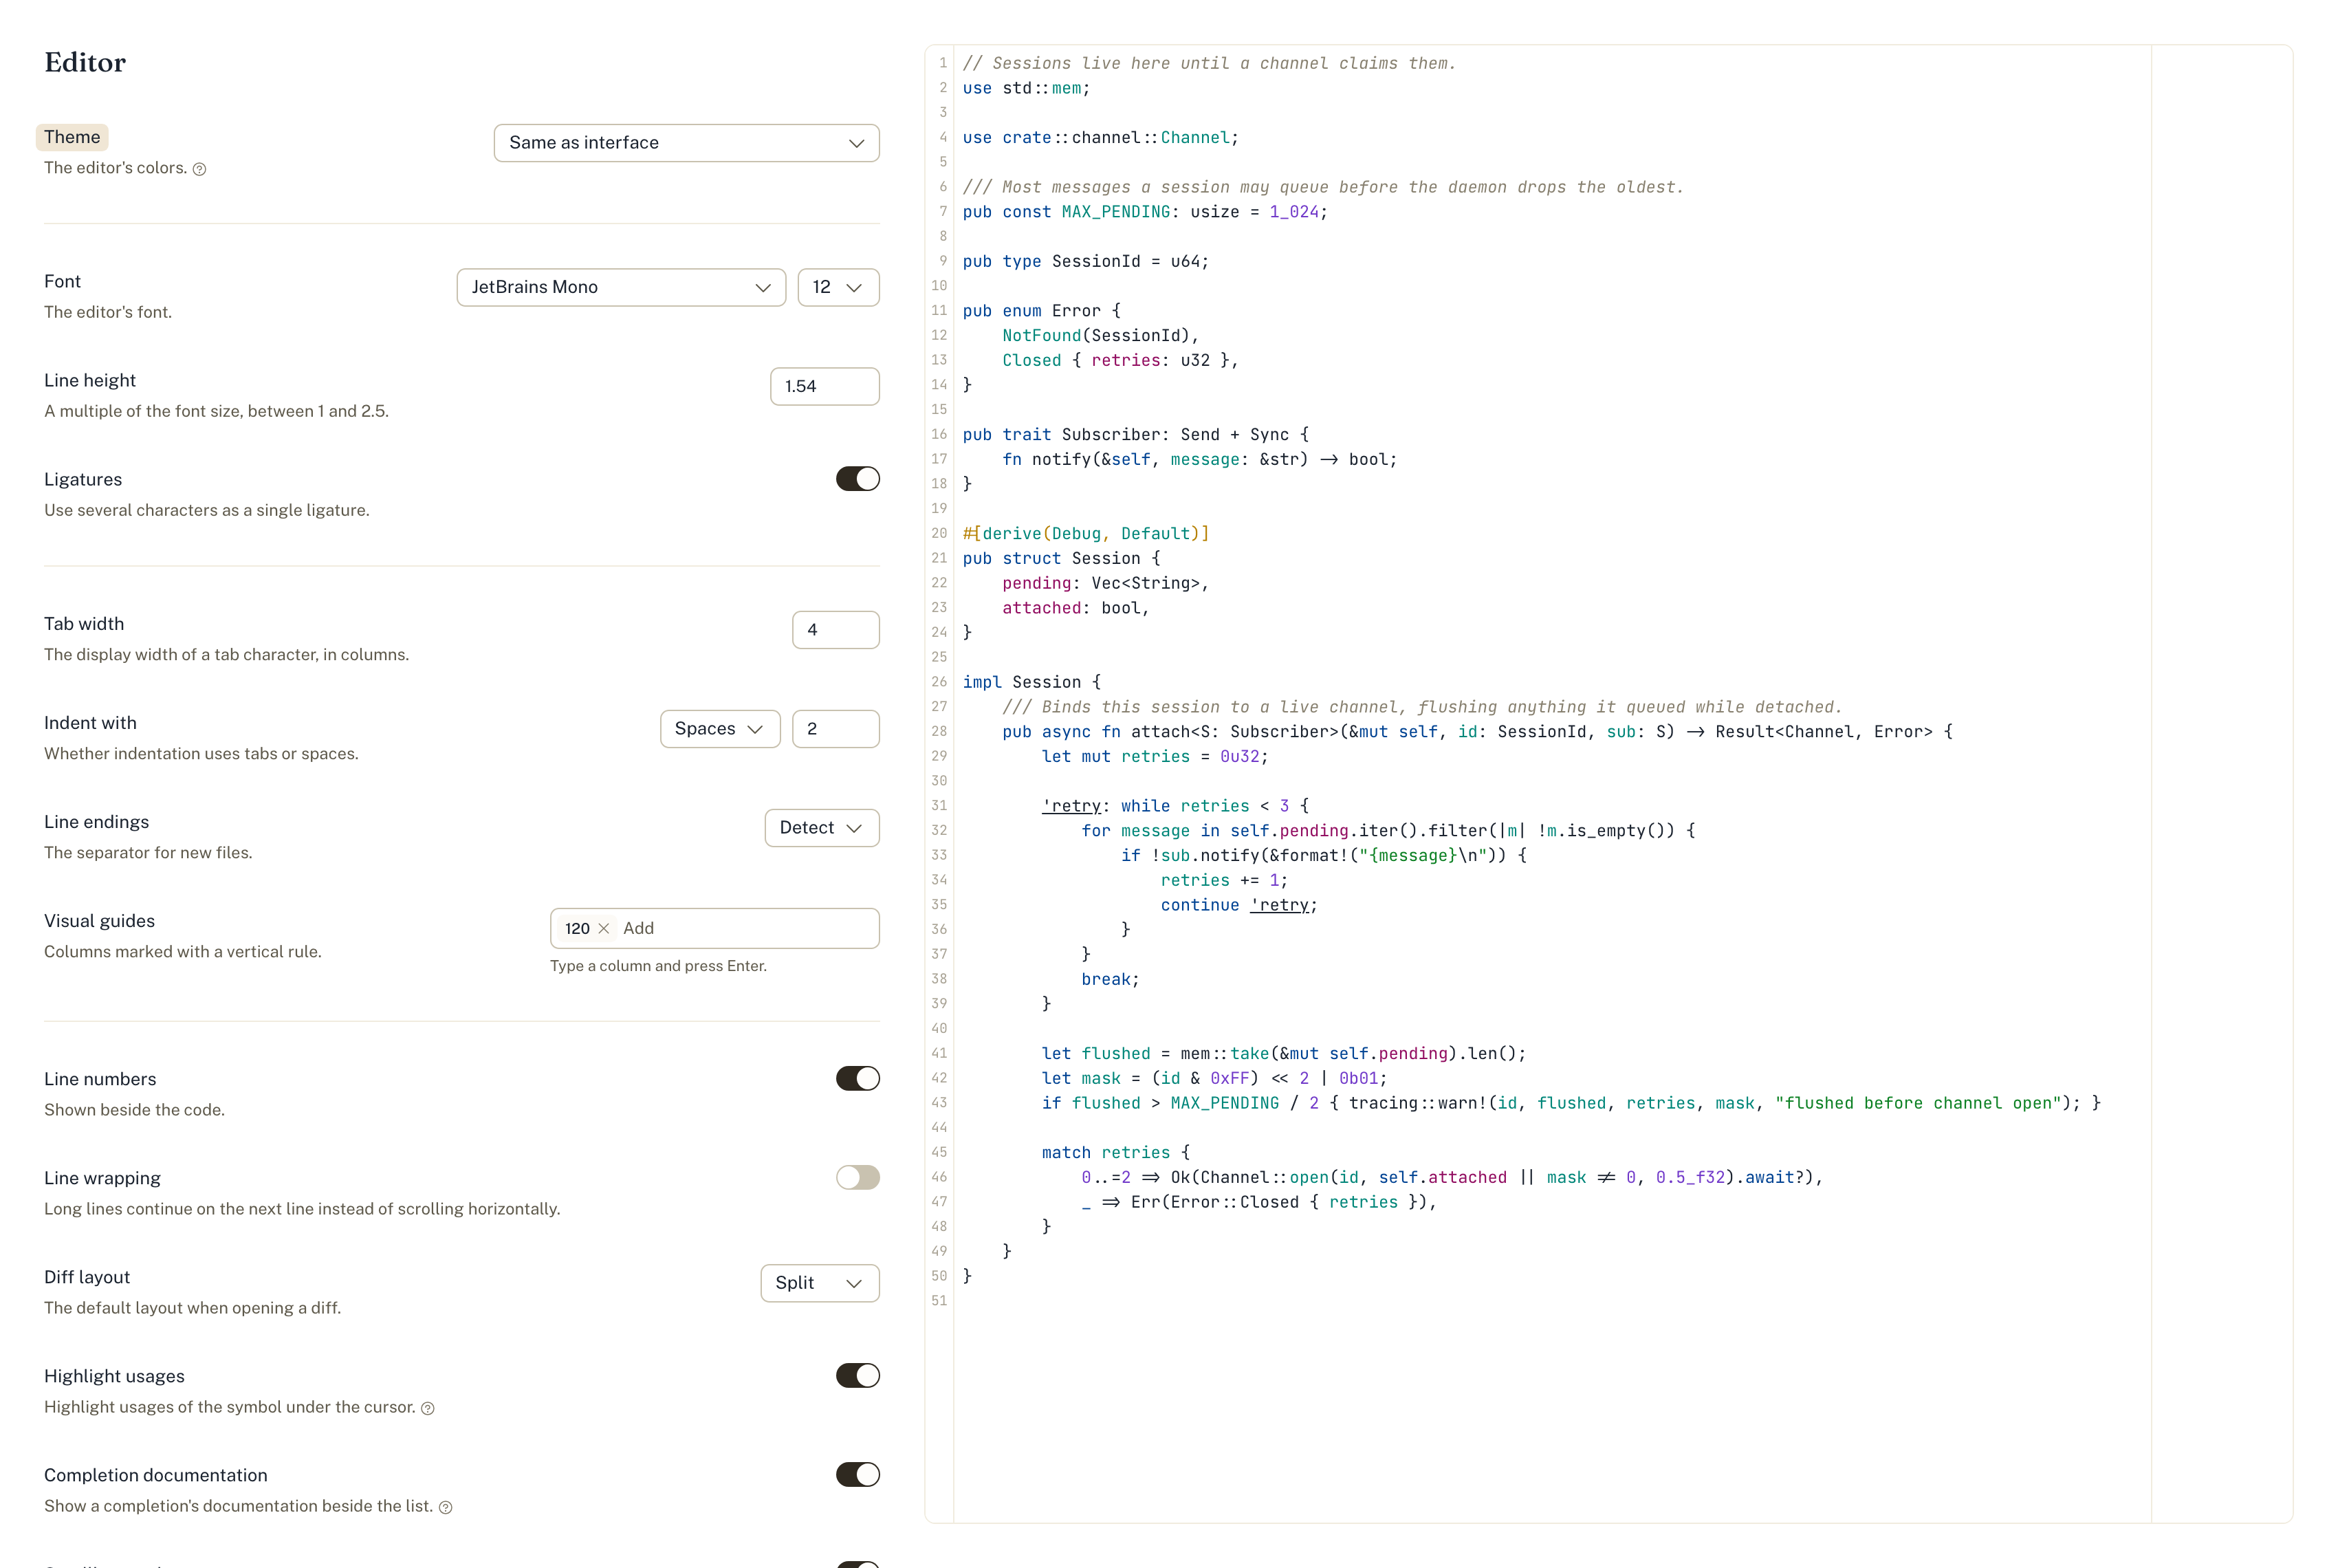 Editor
Theme
Same as interface
The editor's colors.
Font
JetBrains Mono
12
The editor's font.
Line height
1.54
A multiple of the font size, between 1 and 2.5.
Ligatures
Use several characters as a single ligature.
Tab width
4
The display width of a tab character, in columns.
Indent with
Spaces
2
Whether indentation uses tabs or spaces.
Line endings
Detect
The separator for new files.
Visual guides
120 × Add
Columns marked with a vertical rule.
Type a column and press Enter.
Line numbers
Shown beside the code.
Line wrapping
Long lines continue on the next line instead of scrolling horizontally.
Diff layout
Split
The default layout when opening a diff.
Highlight usages
Highlight usages of the symbol under the cursor.
Completion documentation
Show a completion's documentation beside the list.
1 // Sessions live here until a channel claims them.
2 use std::mem;
3
4 use crate::channel::Channel;
5
6 /// Most messages a session may queue before the daemon drops the oldest.
7 pub const MAX_PENDING: usize = 1_024;
8
9 pub type SessionId = u64;
10
11 pub enum Error {
12     NotFound(SessionId),
13     Closed { retries: u32 },
14 }
15
16 pub trait Subscriber: Send + Sync {
17     fn notify(&self, message: &str) -> bool;
18 }
19
20 #[derive(Debug, Default)]
21 pub struct Session {
22     pending: Vec<String>,
23     attached: bool,
24 }
25
26 impl Session {
27     /// Binds this session to a live channel, flushing anything it queued while detached.
28     pub async fn attach<S: Subscriber>(&mut self, id: SessionId, sub: S) -> Result<Channel, Error> {
29         let mut retries = 0u32;
30
31         'retry: while retries < 3 {
32             for message in self.pending.iter().filter(|m| !m.is_empty()) {
33                 if !sub.notify(&format!("{message}\n")) {
34                     retries += 1;
35                     continue 'retry;
36                 }
37             }
38             break;
39         }
40
41         let flushed = mem::take(&mut self.pending).len();
42         let mask = (id & 0xFF) << 2 | 0b01;
43         if flushed > MAX_PENDING / 2 { tracing::warn!(id, flushed, retries, mask, "flushed before channel open"); }
44
45         match retries {
46             0..=2 => Ok(Channel::open(id, self.attached || mask != 0, 0.5_f32).await?),
47             _ => Err(Error::Closed { retries }),
48         }
49     }
50 }
51